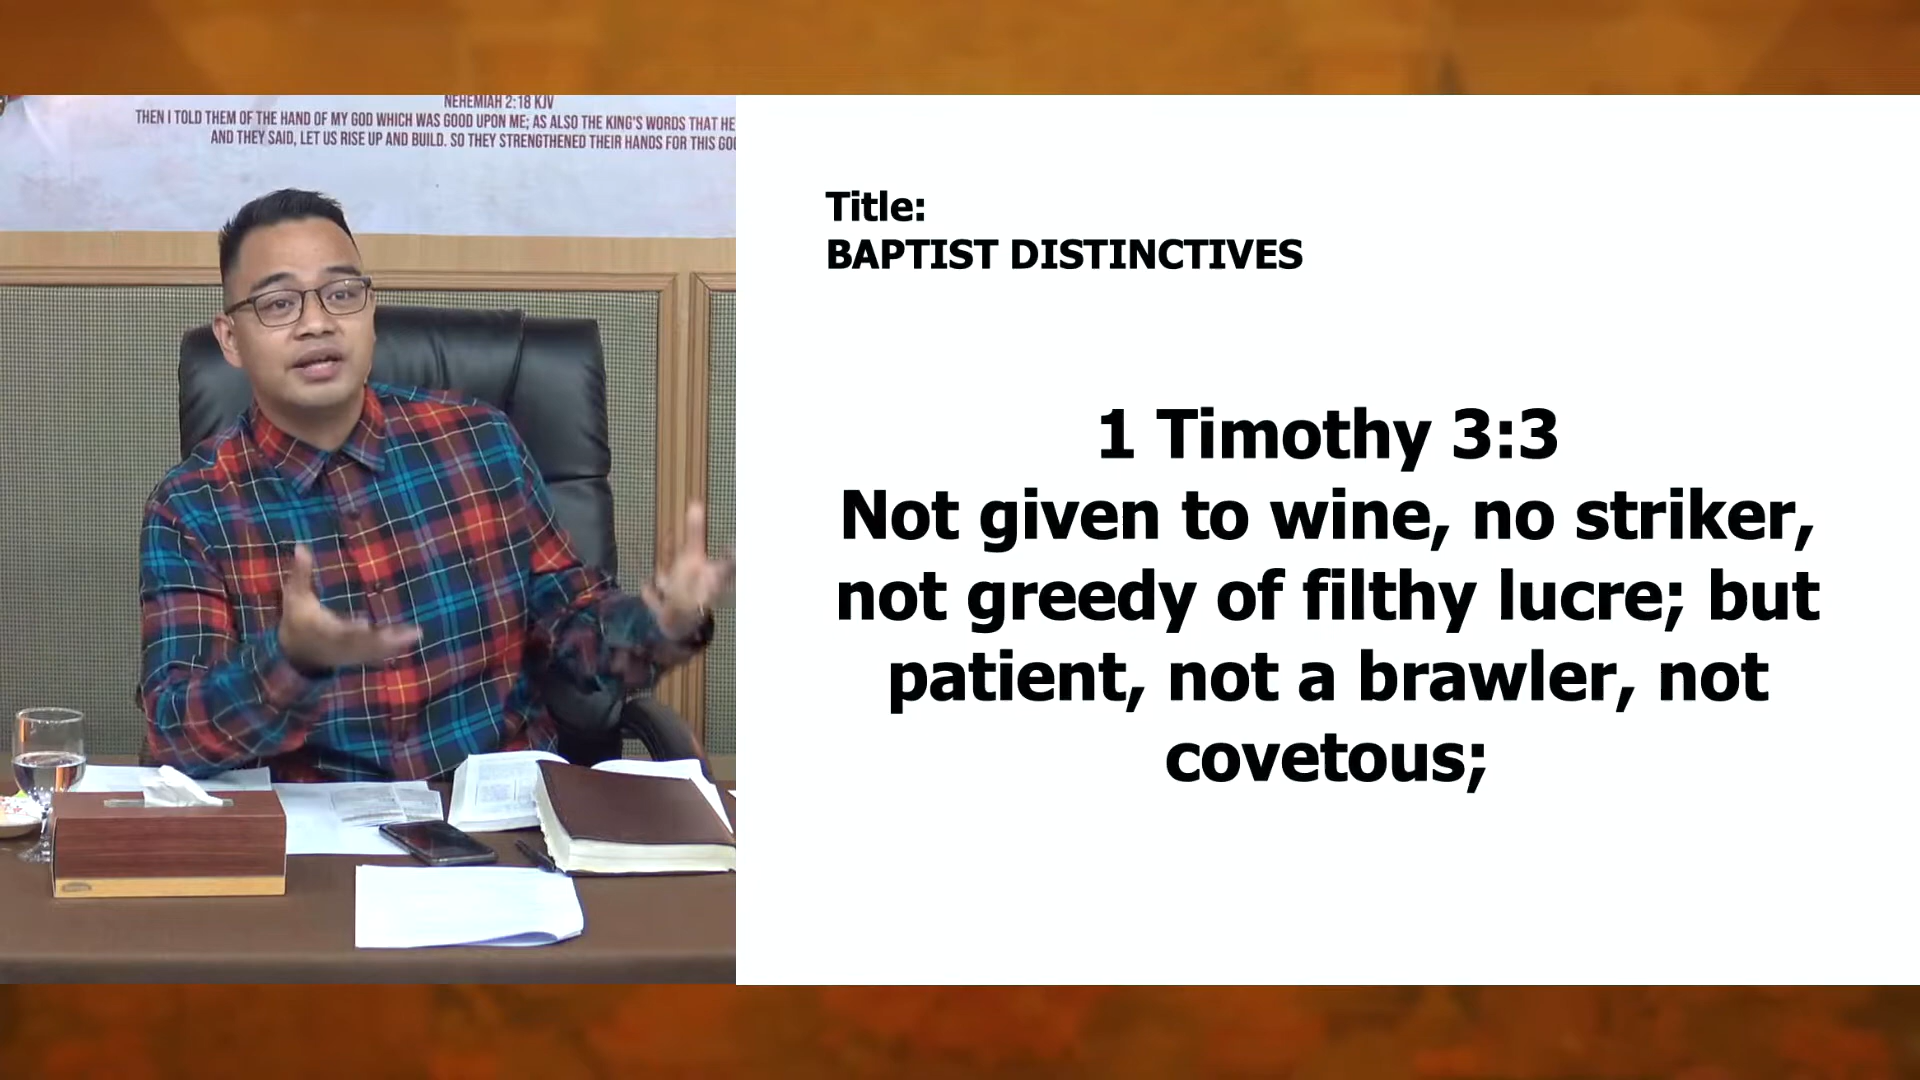 NEHEMIAH 2:18 KJV
THEN I TOLD THEM OF THE HAND OF MY GOD WHICH WAS GOOD UPON ME; AS ALSO THE KING'S WORDS THAT HE
AND THEY SAID, LET US RISE UP AND BUILD. SO THEY STRENGTHENED THEIR HANDS FOR THIS
Title:
BAPTIST DISTINCTIVES
1 Timothy 3:3
Not given to wine, no striker,
not greedy of filthy lucre; but
patient, not a brawler, not
covetous;